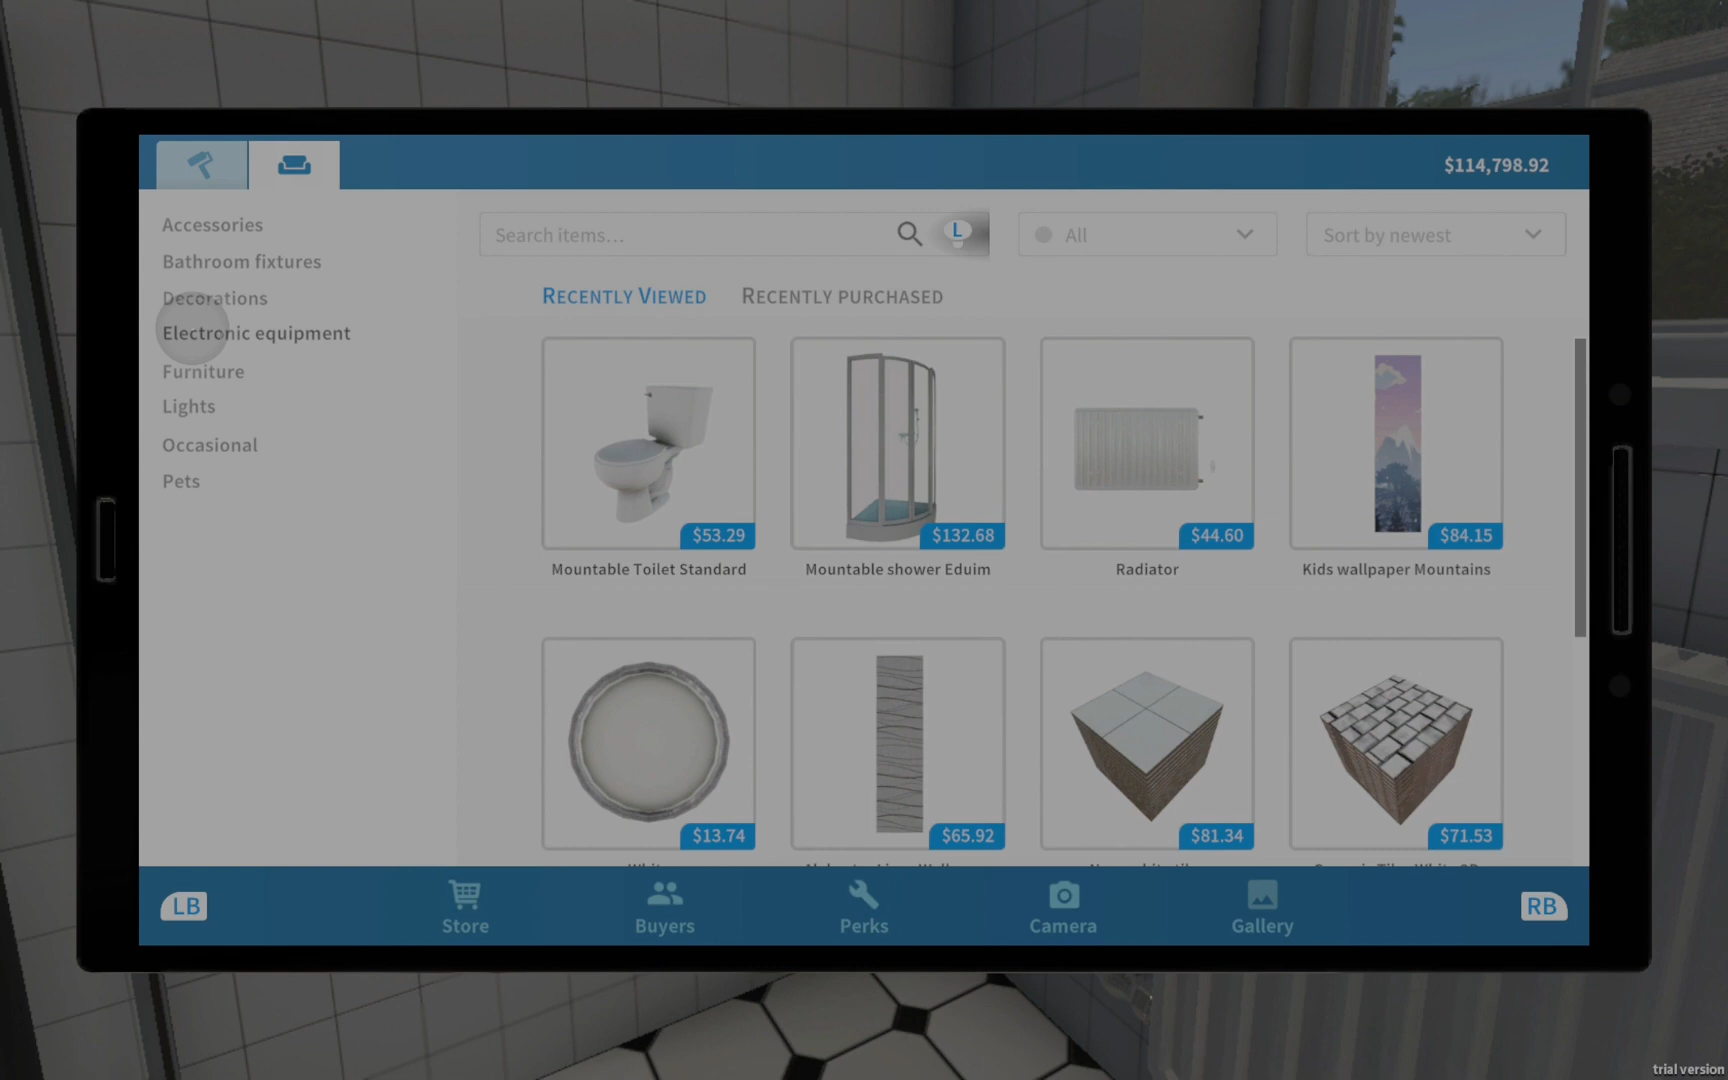 $114,798.92
Accessories
Bathroom fixtures
Decorations
Electronic equipment
Furniture
Lights
Occasional
Pets
Search items...
L
All
Sort by newest
RECENTLY VIEWED
RECENTLY PURCHASED
$53.29
$132.68
$44.60
$84.15
Mountable Toilet Standard
Mountable shower Eduim
Radiator
Kids wallpaper Mountains
$13.74
$65.92
$81.34
$71.53
LB
Store
Buyers
Perks
Camera
Gallery
RB
trial version